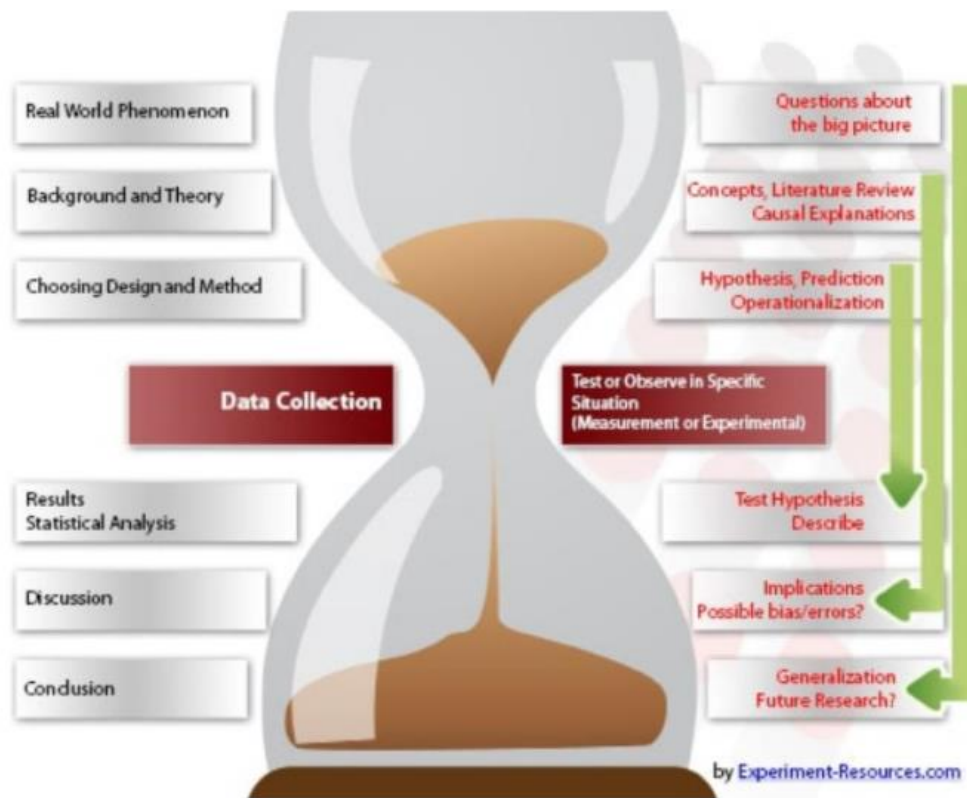 Real World Phenomenon
Questions about
the big picture
Background and Theory
Concepts, Literature Review
Causal Explanations
Choosing Design and Method
Hypothesis, Prediction
Operationalization
Data Collection
Test or Observe in Specific
Situation
(Measurement or Experimental)
Results
Statistical Analysis
Test Hypothesis
Describe
Discussion
Implications
Possible bias/errors?
Conclusion
Generalization
Future Research?
by Experiment-Resources.com